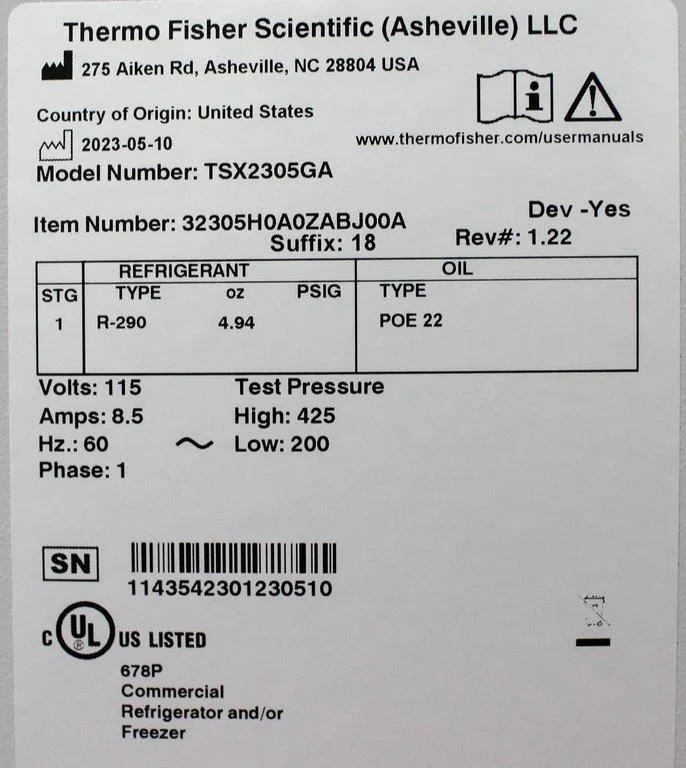 Thermo Fisher Scientific (Asheville) LLC
275 Aiken Rd, Asheville, NC 28804 USA
Country of Origin: United States
2023-05-10
www.thermofisher.com/usermanuals
Model Number: TSX2305GA
Dev -Yes
Item Number: 32305H0A0ZABJ00A
Suffix: 18
Rev#: 1.22
REFRIGERANT OIL
STG TYPE oz PSIG TYPE
1 R-290 4.94 POE 22
Volts: 115 Test Pressure
Amps: 8.5 High: 425
Hz.: 60 ~ Low: 200
Phase: 1
SN
1143542301230510
C UL ® US LISTED
678P
Commercial
Refrigerator and/or
Freezer